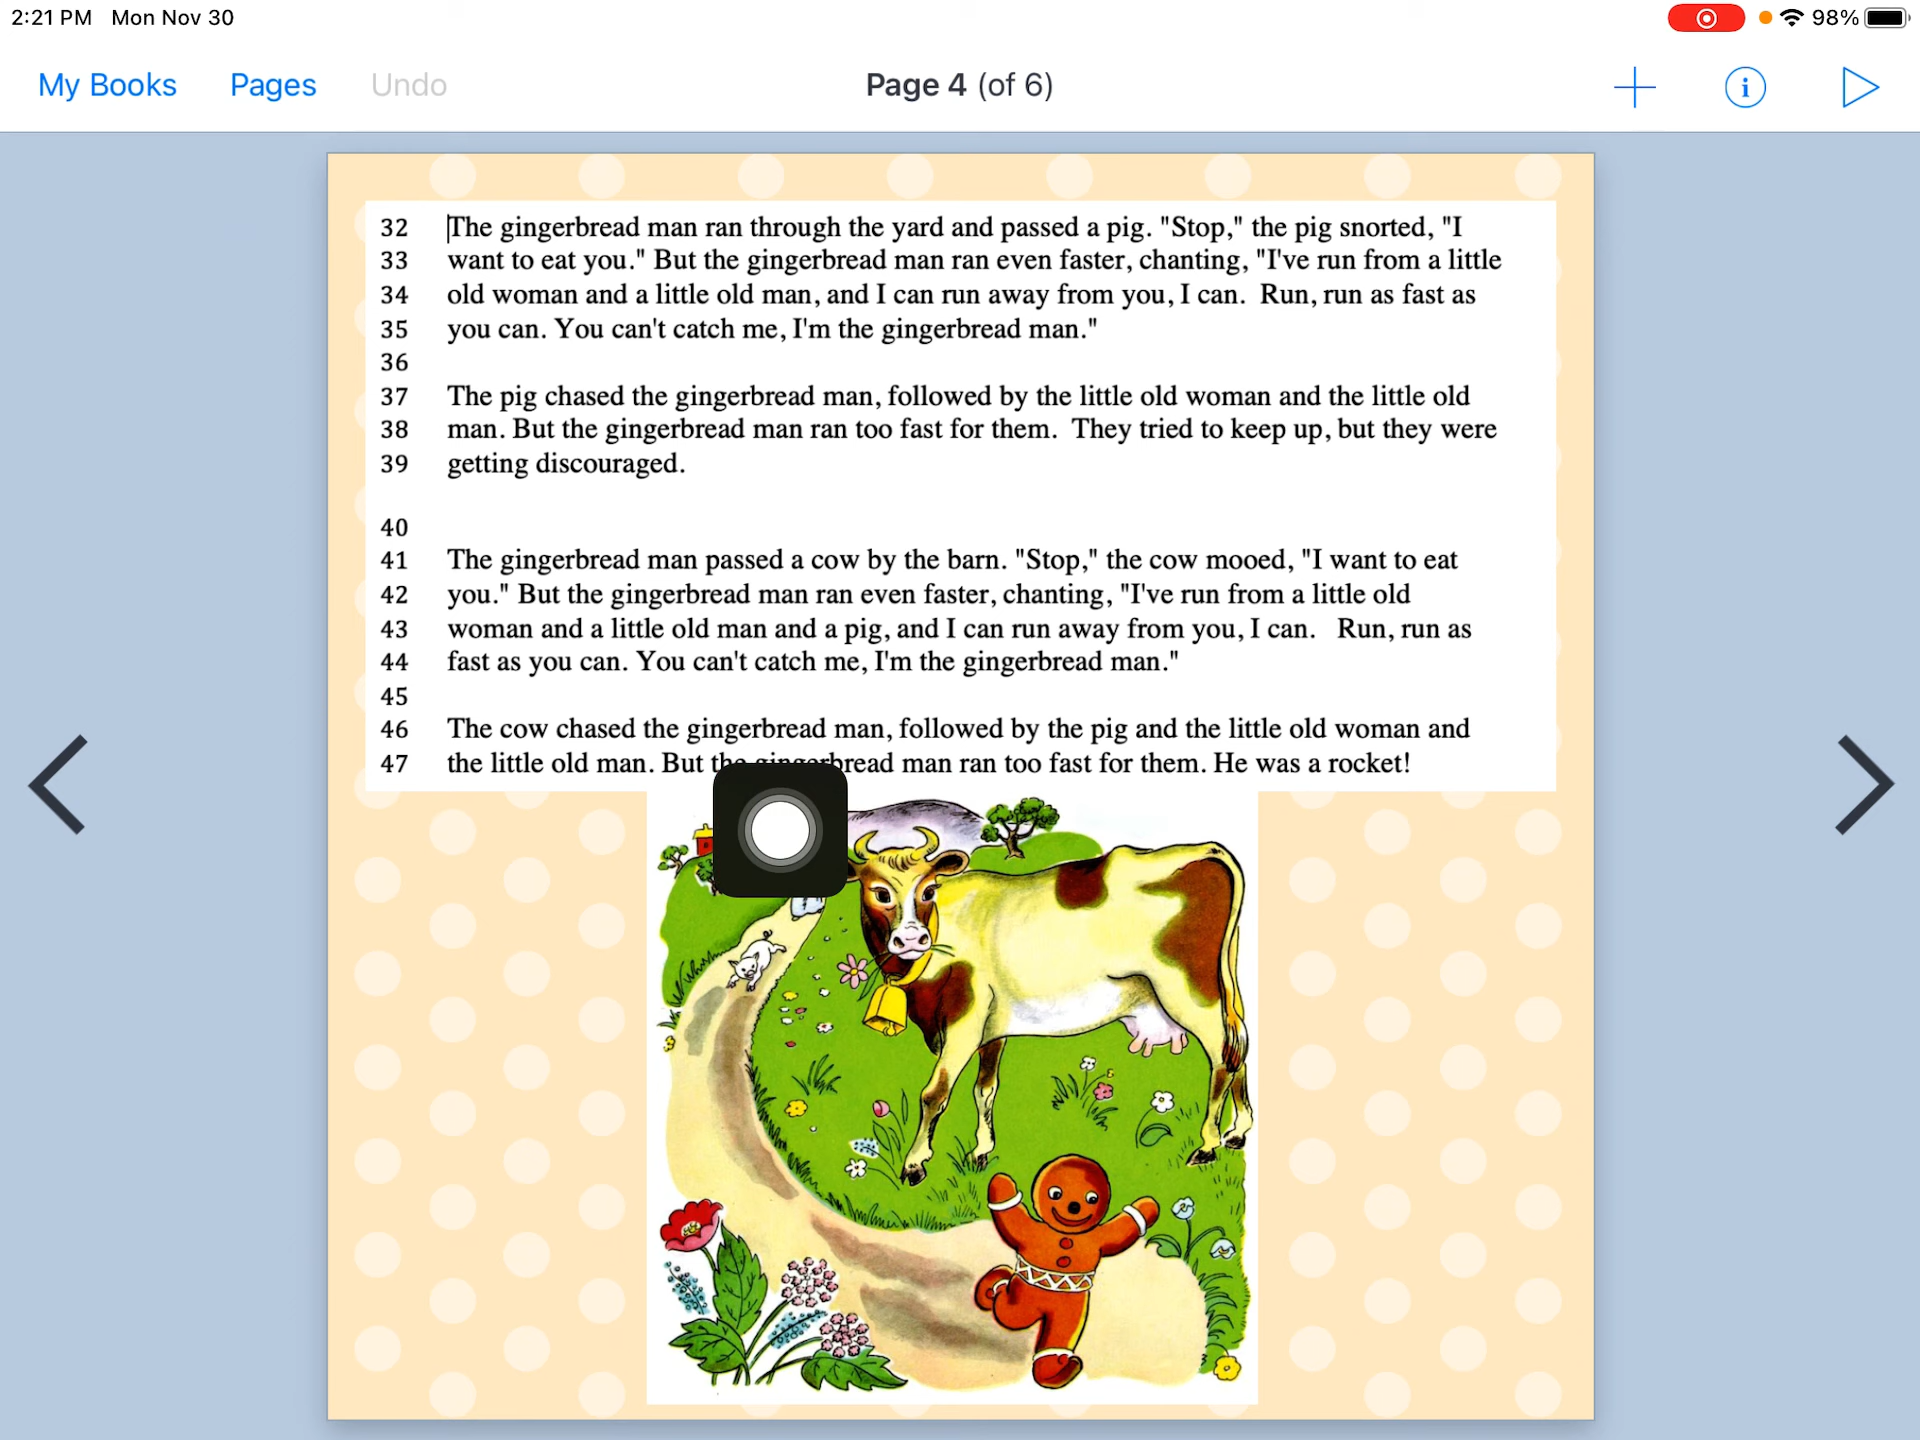 2:21 PM Mon Nov 30 98%
My Books Pages Undo Page 4 (of 6)
32 The gingerbread man ran through the yard and passed a pig. "Stop," the pig snorted, "I
33 want to eat you." But the gingerbread man ran even faster, chanting, "I've run from a little
34 old woman and a little old man, and I can run away from you, I can.  Run, run as fast as
35 you can. You can't catch me, I'm the gingerbread man."
36
37 The pig chased the gingerbread man, followed by the little old woman and the little old
38 man. But the gingerbread man ran too fast for them.  They tried to keep up, but they were
39 getting discouraged.
40
41 The gingerbread man passed a cow by the barn. "Stop," the cow mooed, "I want to eat
42 you." But the gingerbread man ran even faster, chanting, "I've run from a little old
43 woman and a little old man and a pig, and I can run away from you, I can.   Run, run as
44 fast as you can. You can't catch me, I'm the gingerbread man."
45
46 The cow chased the gingerbread man, followed by the pig and the little old woman and
47 the little old man. But the gingerbread man ran too fast for them. He was a rocket!